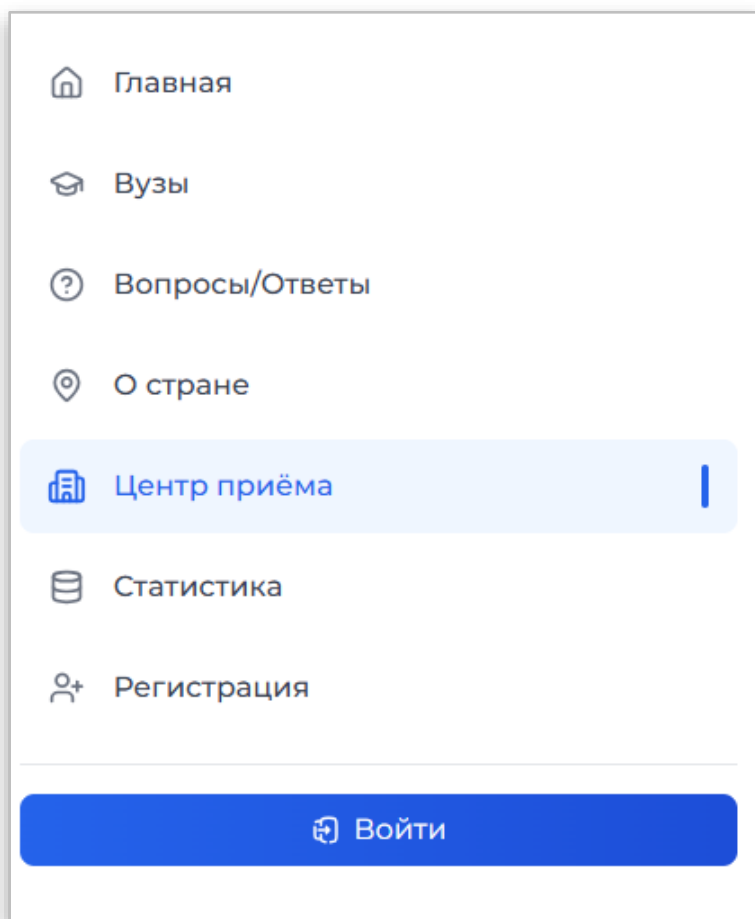 Главная
Вузы
Вопросы/Ответы
О стране
Центр приёма
Статистика
Регистрация
Войти